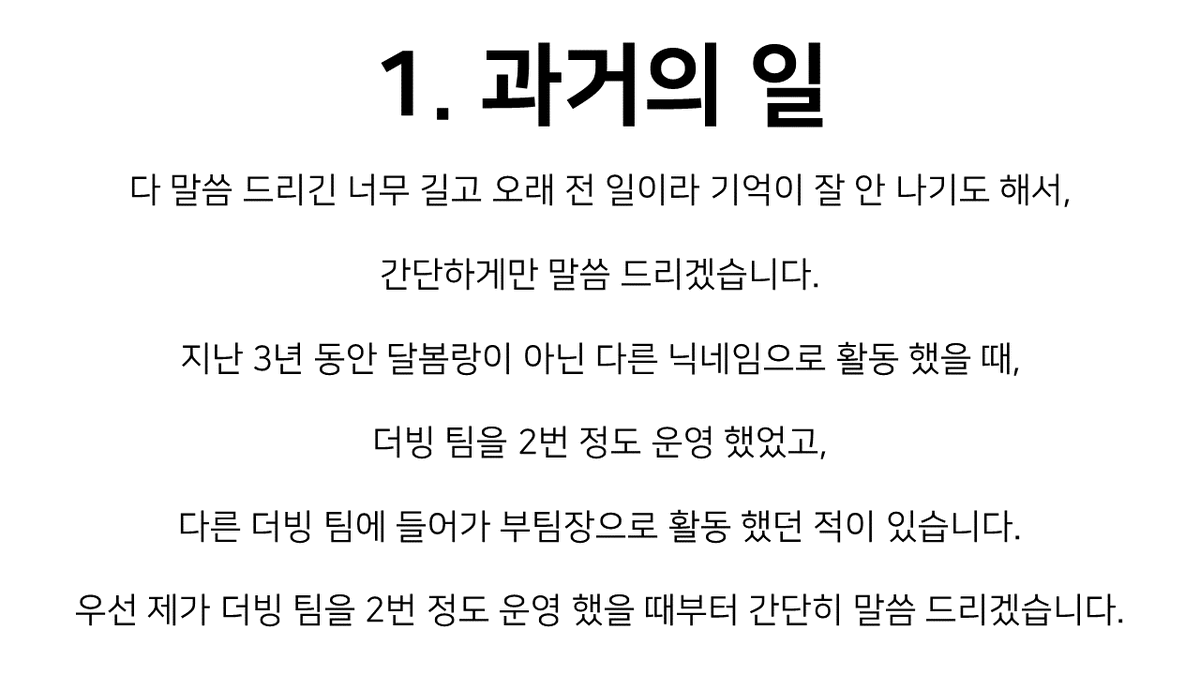 1. 과거의 일
다 말씀 드리긴 너무 길고 오래 전 일이라 기억이 잘 안 나기도 해서,
간단하게만 말씀 드리겠습니다.
지난 3년 동안 달봄랑이 아닌 다른 닉네임으로 활동 했을 때,
더빙 팀을 2번 정도 운영 했었고,
다른 더빙 팀에 들어가 부팀장으로 활동 했던 적이 있습니다.
우선 제가 더빙 팀을 2번 정도 운영 했을 때부터 간단히 말씀 드리겠습니다.